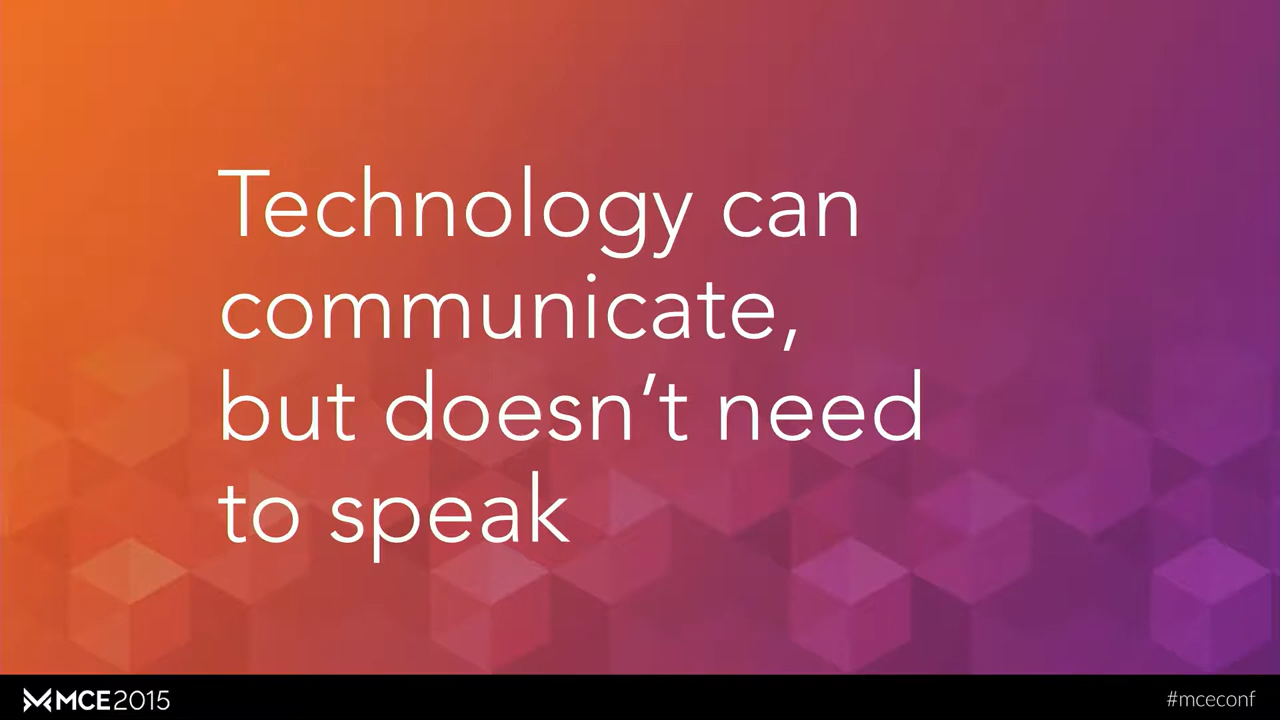 Technology can
communicate,
but doesn’t need
to speak
MCE2015
#mceconf